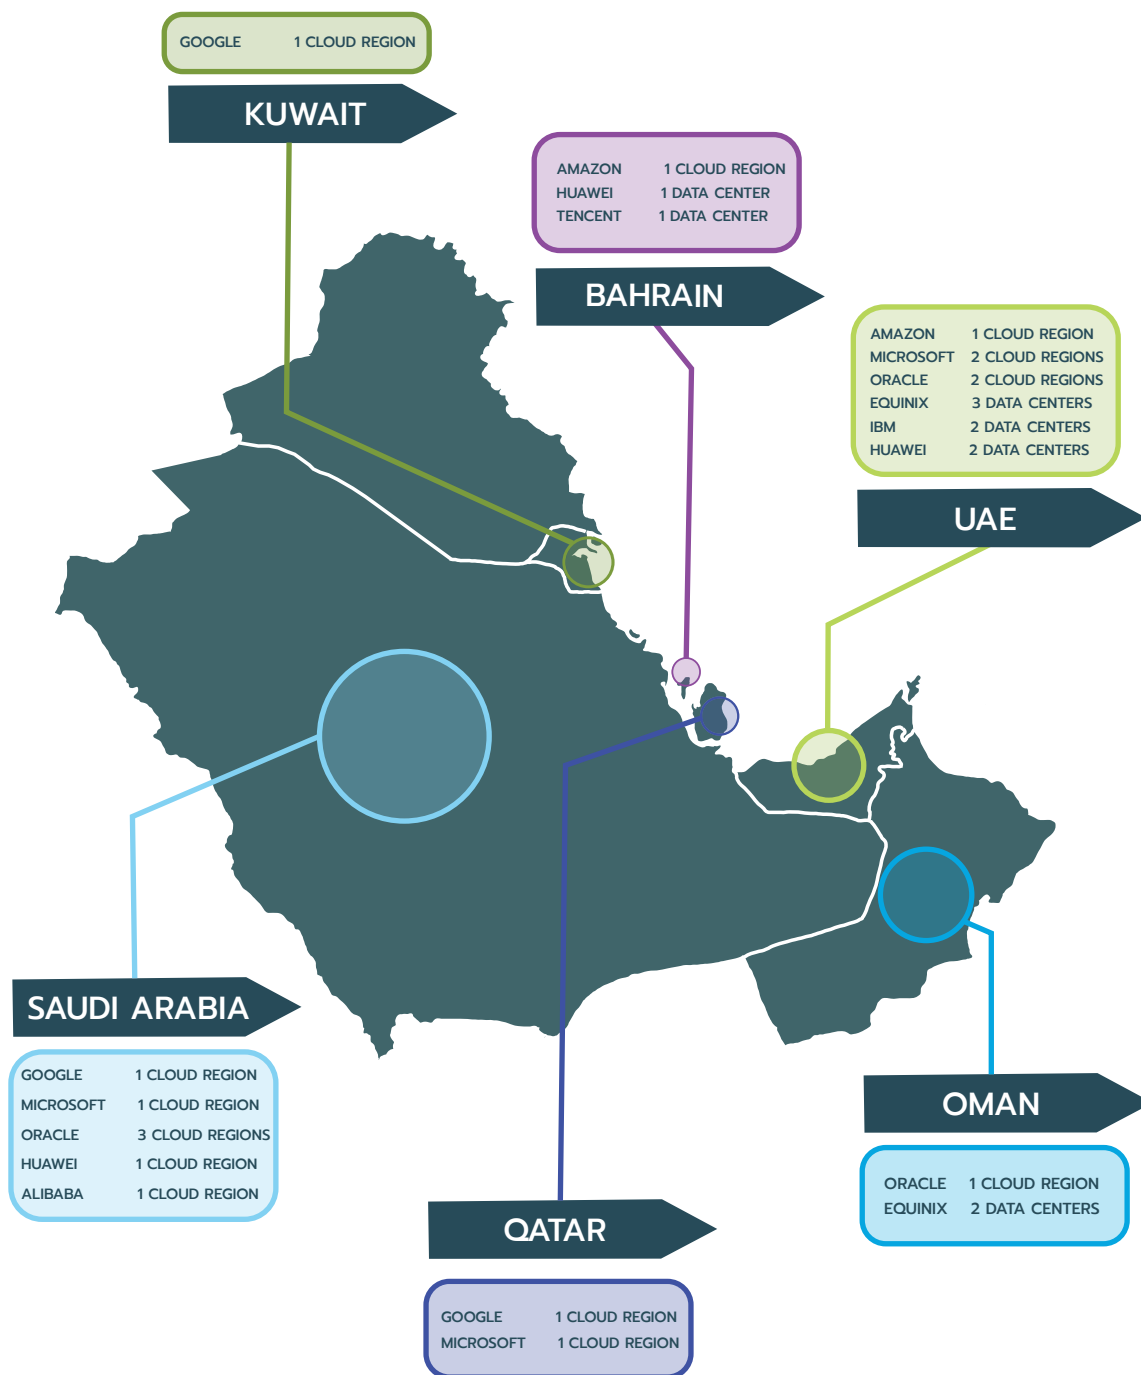 GOOGLE 1 CLOUD REGION
KUWAIT
AMAZON 1 CLOUD REGION
HUAWEI 1 DATA CENTER
TENCENT 1 DATA CENTER
BAHRAIN
AMAZON 1 CLOUD REGION
MICROSOFT 2 CLOUD REGIONS
ORACLE 2 CLOUD REGIONS
EQUINIX 3 DATA CENTERS
IBM 2 DATA CENTERS
HUAWEI 2 DATA CENTERS
UAE
SAUDI ARABIA
GOOGLE 1 CLOUD REGION
MICROSOFT 1 CLOUD REGION
ORACLE 3 CLOUD REGIONS
HUAWEI 1 CLOUD REGION
ALIBABA 1 CLOUD REGION
OMAN
ORACLE 1 CLOUD REGION
EQUINIX 2 DATA CENTERS
QATAR
GOOGLE 1 CLOUD REGION
MICROSOFT 1 CLOUD REGION